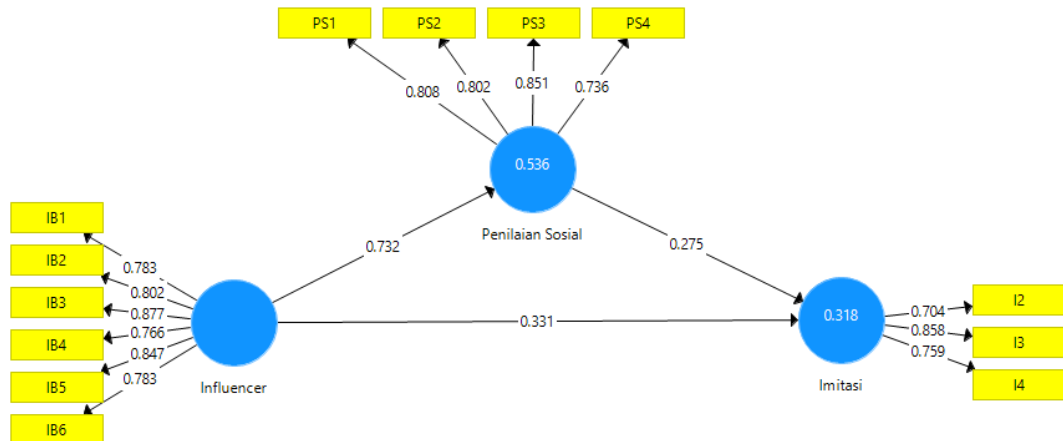 PS1
PS2
PS3
PS4
0.808
0.802
0.851
0.736
0.536
Penilaian Sosial
0.732
0.275
IB1
IB2
IB3
IB4
IB5
IB6
0.783
0.802
0.877
0.766
0.847
0.783
Influencer
0.331
0.318
Imitasi
0.704
0.858
0.759
I2
I3
I4